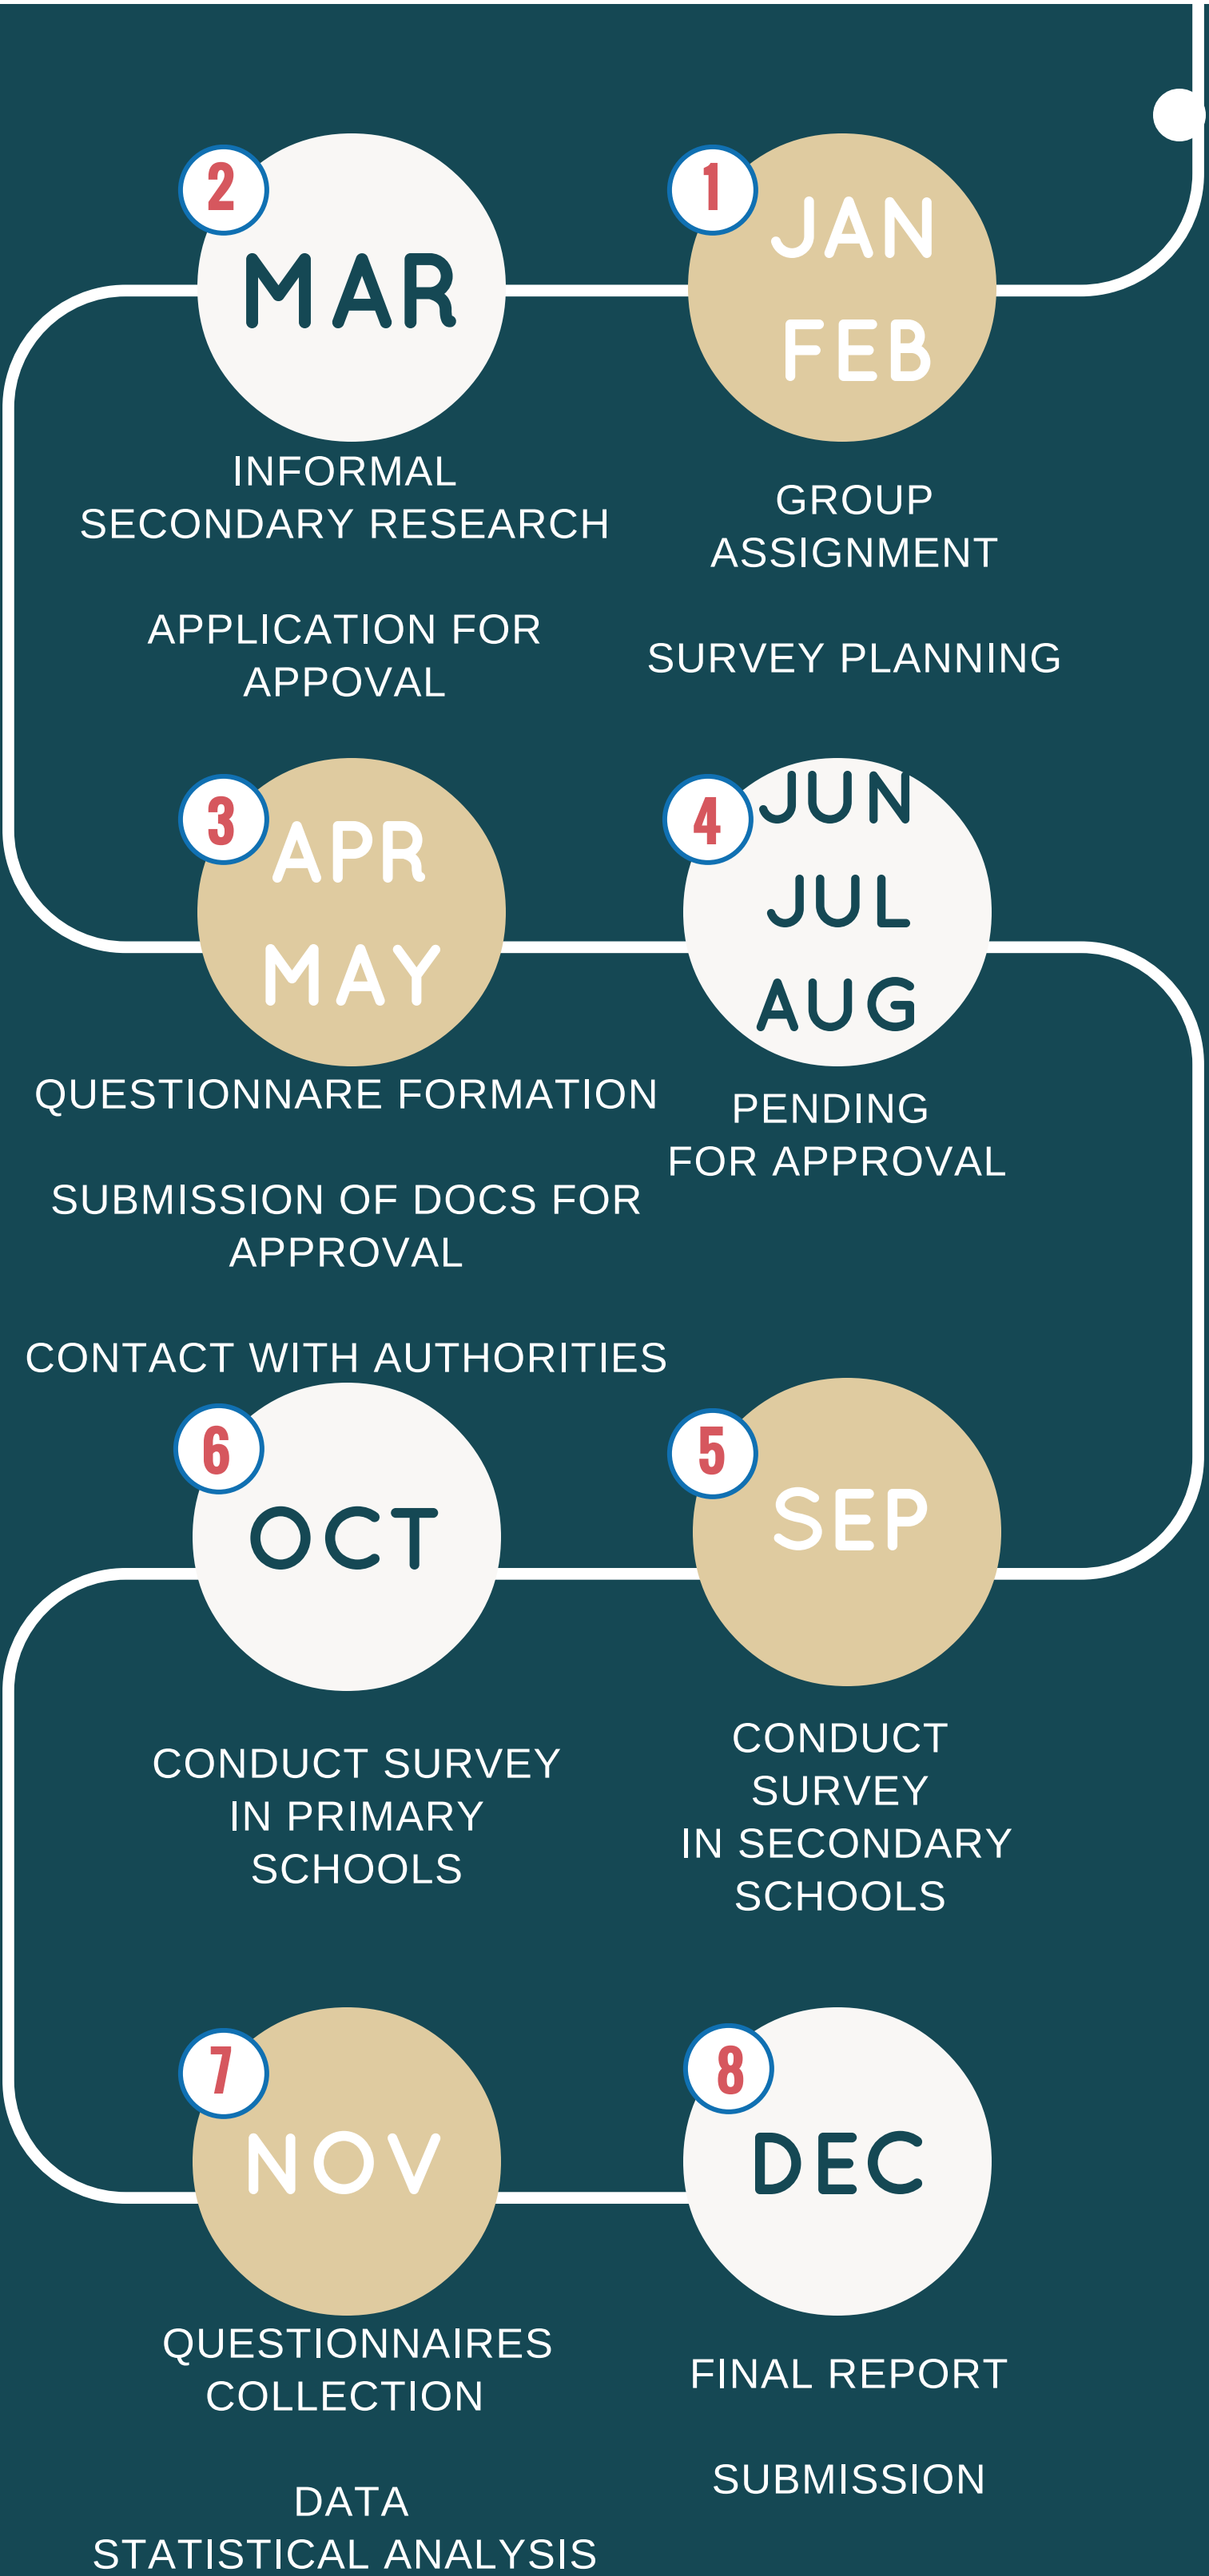 1
JAN
FEB
GROUP
ASSIGNMENT
SURVEY PLANNING
2
MAR
INFORMAL
SECONDARY RESEARCH
APPLICATION FOR
APPOVAL
3
APR
MAY
QUESTIONNARE FORMATION
SUBMISSION OF DOCS FOR
APPROVAL
CONTACT WITH AUTHORITIES
4
JUN
JUL
AUG
PENDING
FOR APPROVAL
5
SEP
CONDUCT
SURVEY
IN SECONDARY
SCHOOLS
6
OCT
CONDUCT SURVEY
IN PRIMARY
SCHOOLS
7
NOV
QUESTIONNAIRES
COLLECTION
DATA
STATISTICAL ANALYSIS
8
DEC
FINAL REPORT
SUBMISSION